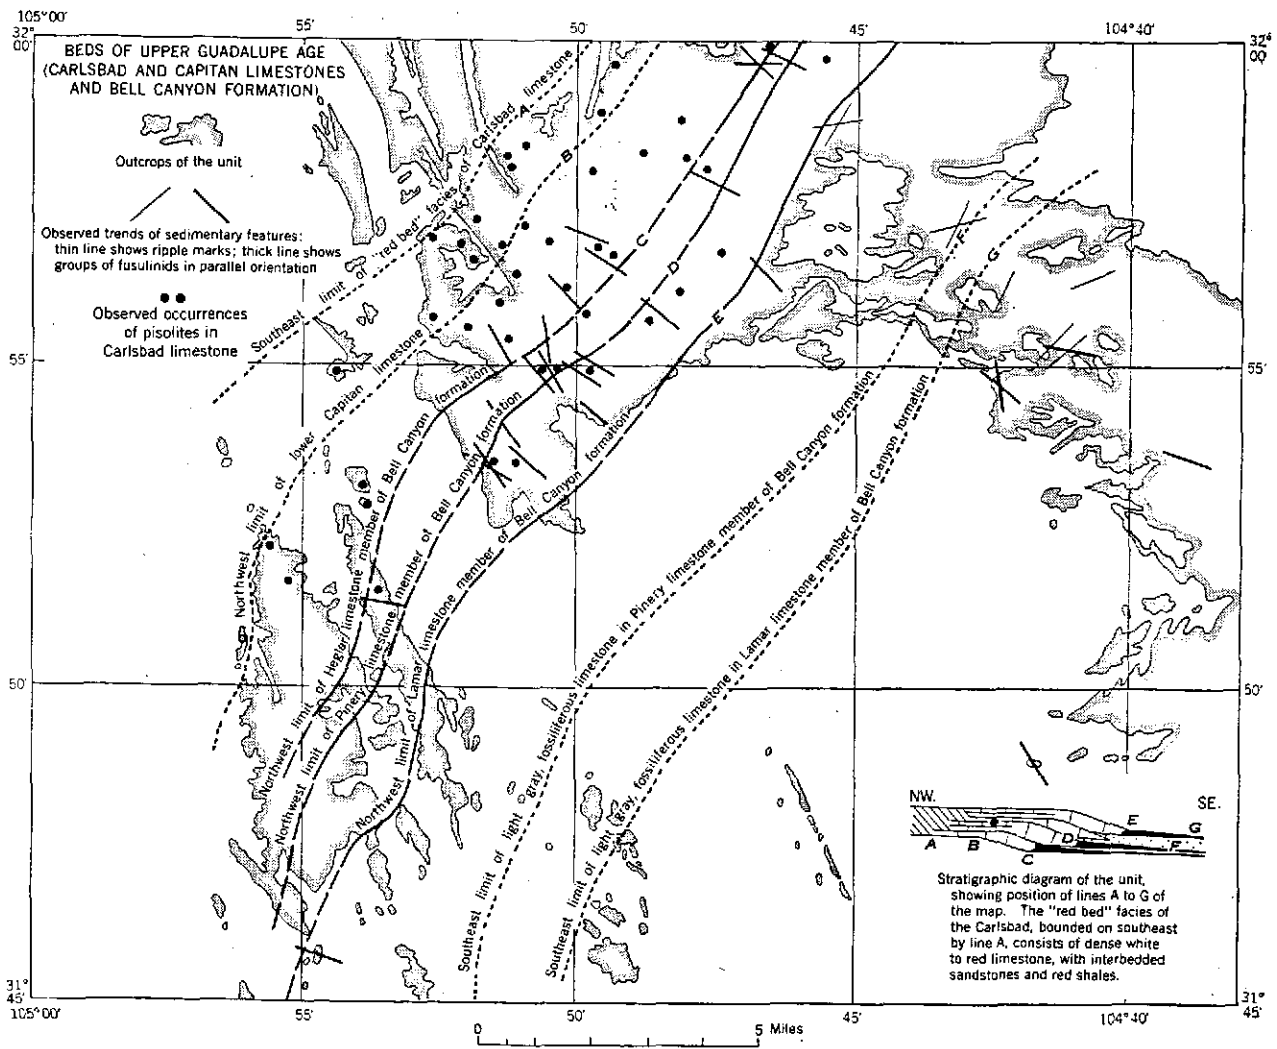 105°00'
55'
50'
45'
104°40'
32°
00'
32°
00'
BEDS OF UPPER GUADALUPE AGE
(CARLSBAD AND CAPITAN LIMESTONES
AND BELL CANYON FORMATION)
Outcrops of the unit
Observed trends of sedimentary features:
thin line shows ripple marks; thick line shows
groups of fusulinids in parallel orientation
Observed occurrences
of pisolites in
Carlsbad limestone
Southeast limit of "red bed" facies of Carlsbad limestone
A
B
C
D
E
F
G
55'
55'
Northwest limit of lower Capitan limestone
Northwest limit of Heglar limestone member of Bell Canyon formation
Northwest limit of Pinery limestone member of Bell Canyon formation
Northwest limit of Lamar limestone member of Bell Canyon formation
Southeast limit of light gray, fossiliferous limestone in Pinery limestone member of Bell Canyon formation
Southeast limit of light gray, fossiliferous limestone in Lamar limestone member of Bell Canyon formation
50'
50'
NW.
SE.
A B C D E F G
Stratigraphic diagram of the unit,
showing position of lines A to G of
the map. The "red bed" facies of
the Carlsbad, bounded on southeast
by line A, consists of dense white
to red limestone, with interbedded
sandstones and red shales.
31°
45'
31°
45'
105°00'
55'
50'
45'
104°40'
0 5 Miles